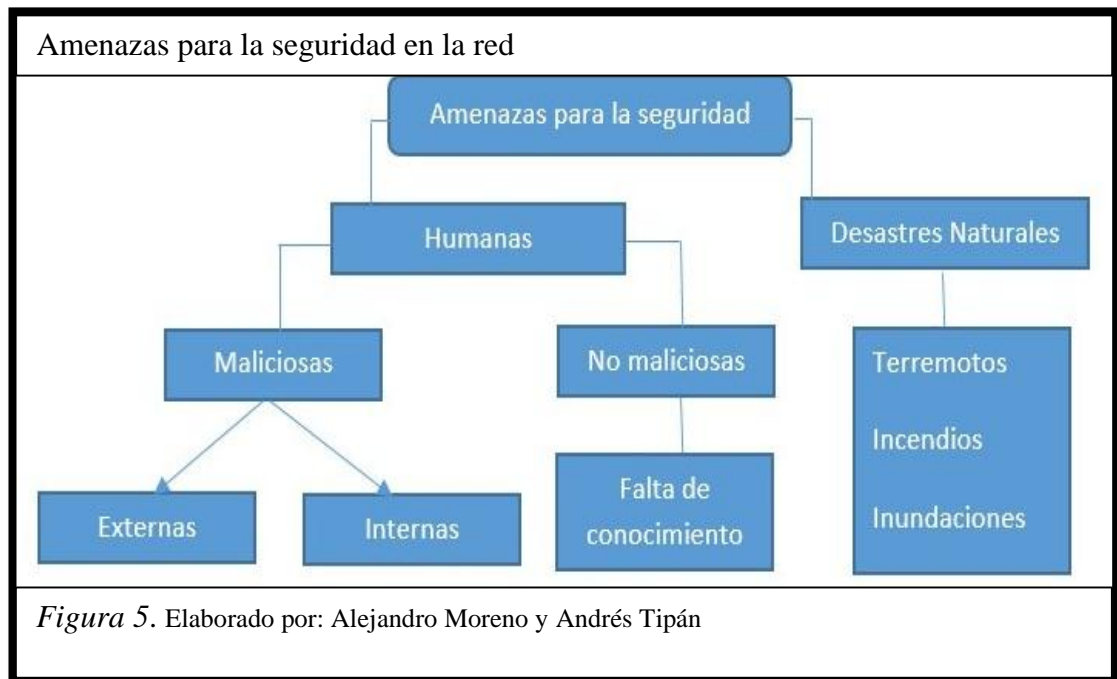 Amenazas para la seguridad en la red
Amenazas para la seguridad
Humanas
Desastres Naturales
Maliciosas
No maliciosas
Terremotos
Incendios
Inundaciones
Externas
Internas
Falta de
conocimiento
Figura 5. Elaborado por: Alejandro Moreno y Andrés Tipán